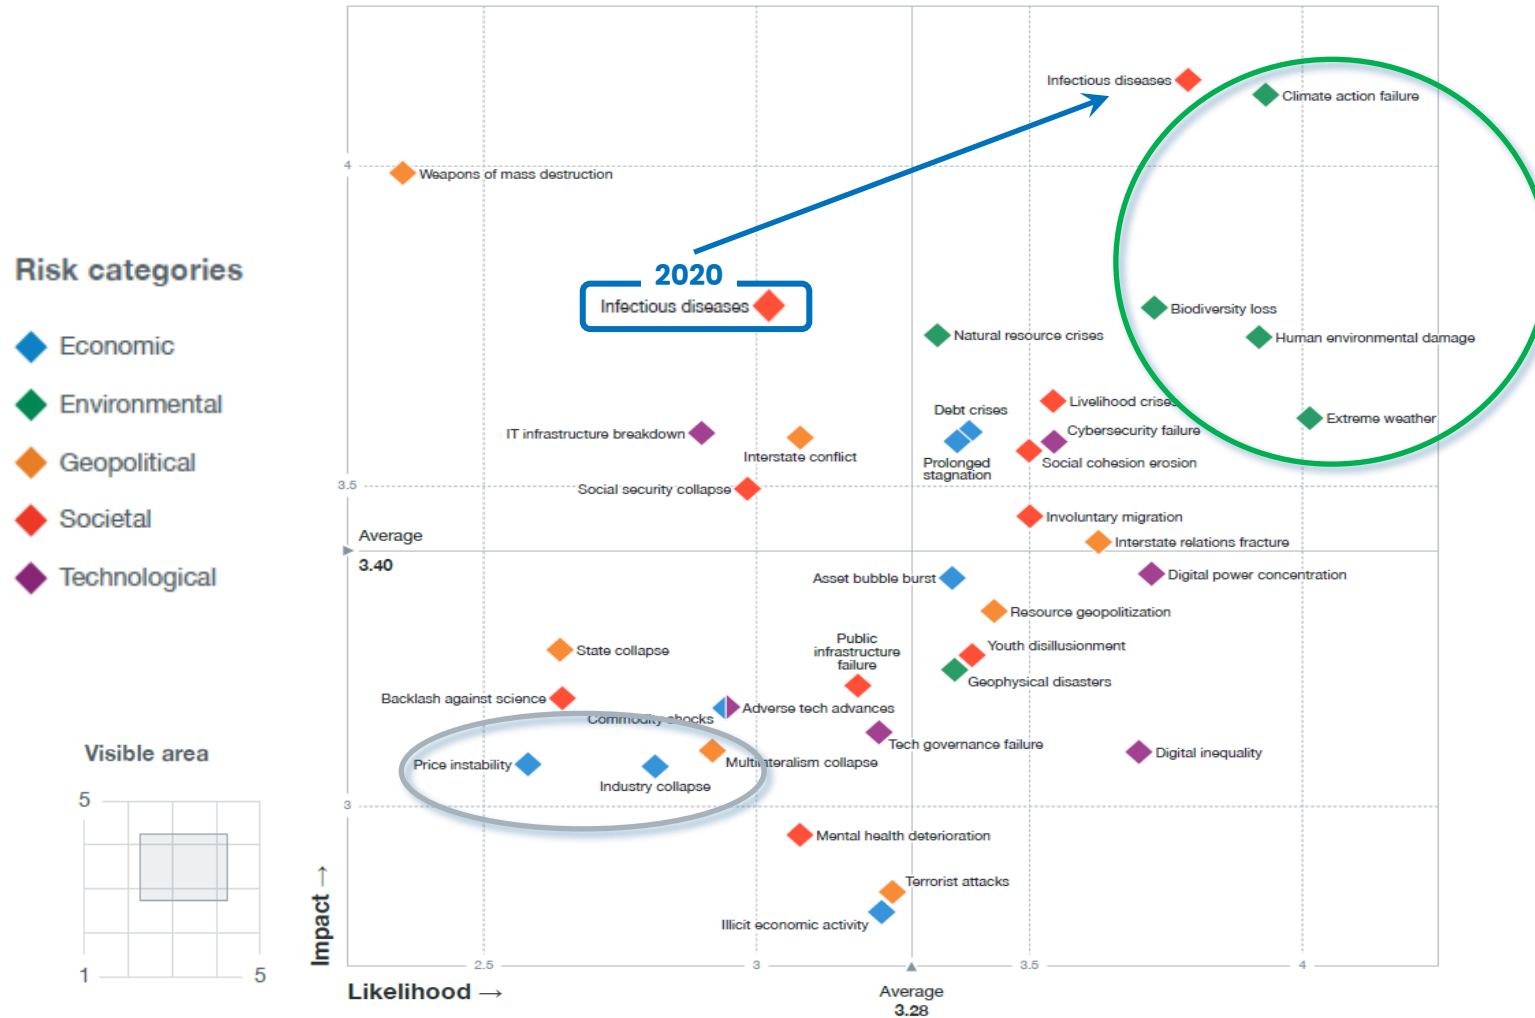 Risk categories
Economic
Environmental
Geopolitical
Societal
Technological
Visible area
5
1
5
Infectious diseases
Climate action failure
4
Weapons of mass destruction
2020
Infectious diseases
Biodiversity loss
Natural resource crises
Human environmental damage
Livelihood crises
Debt crises
Extreme weather
IT infrastructure breakdown
Cybersecurity failure
Interstate conflict
Prolonged
stagnation
Social cohesion erosion
3.5
Social security collapse
Involuntary migration
Average
3.40
Interstate relations fracture
Asset bubble burst
Digital power concentration
Resource geopolitization
Public
infrastructure
failure
Youth disillusionment
State collapse
Geophysical disasters
Backlash against science
Commodity shocks
Adverse tech advances
Tech governance failure
Digital inequality
Price instability
Multilateralism collapse
Industry collapse
3
Mental health deterioration
Terrorist attacks
Illicit economic activity
Impact →
2.5
3
3.5
4
Likelihood →
Average
3.28